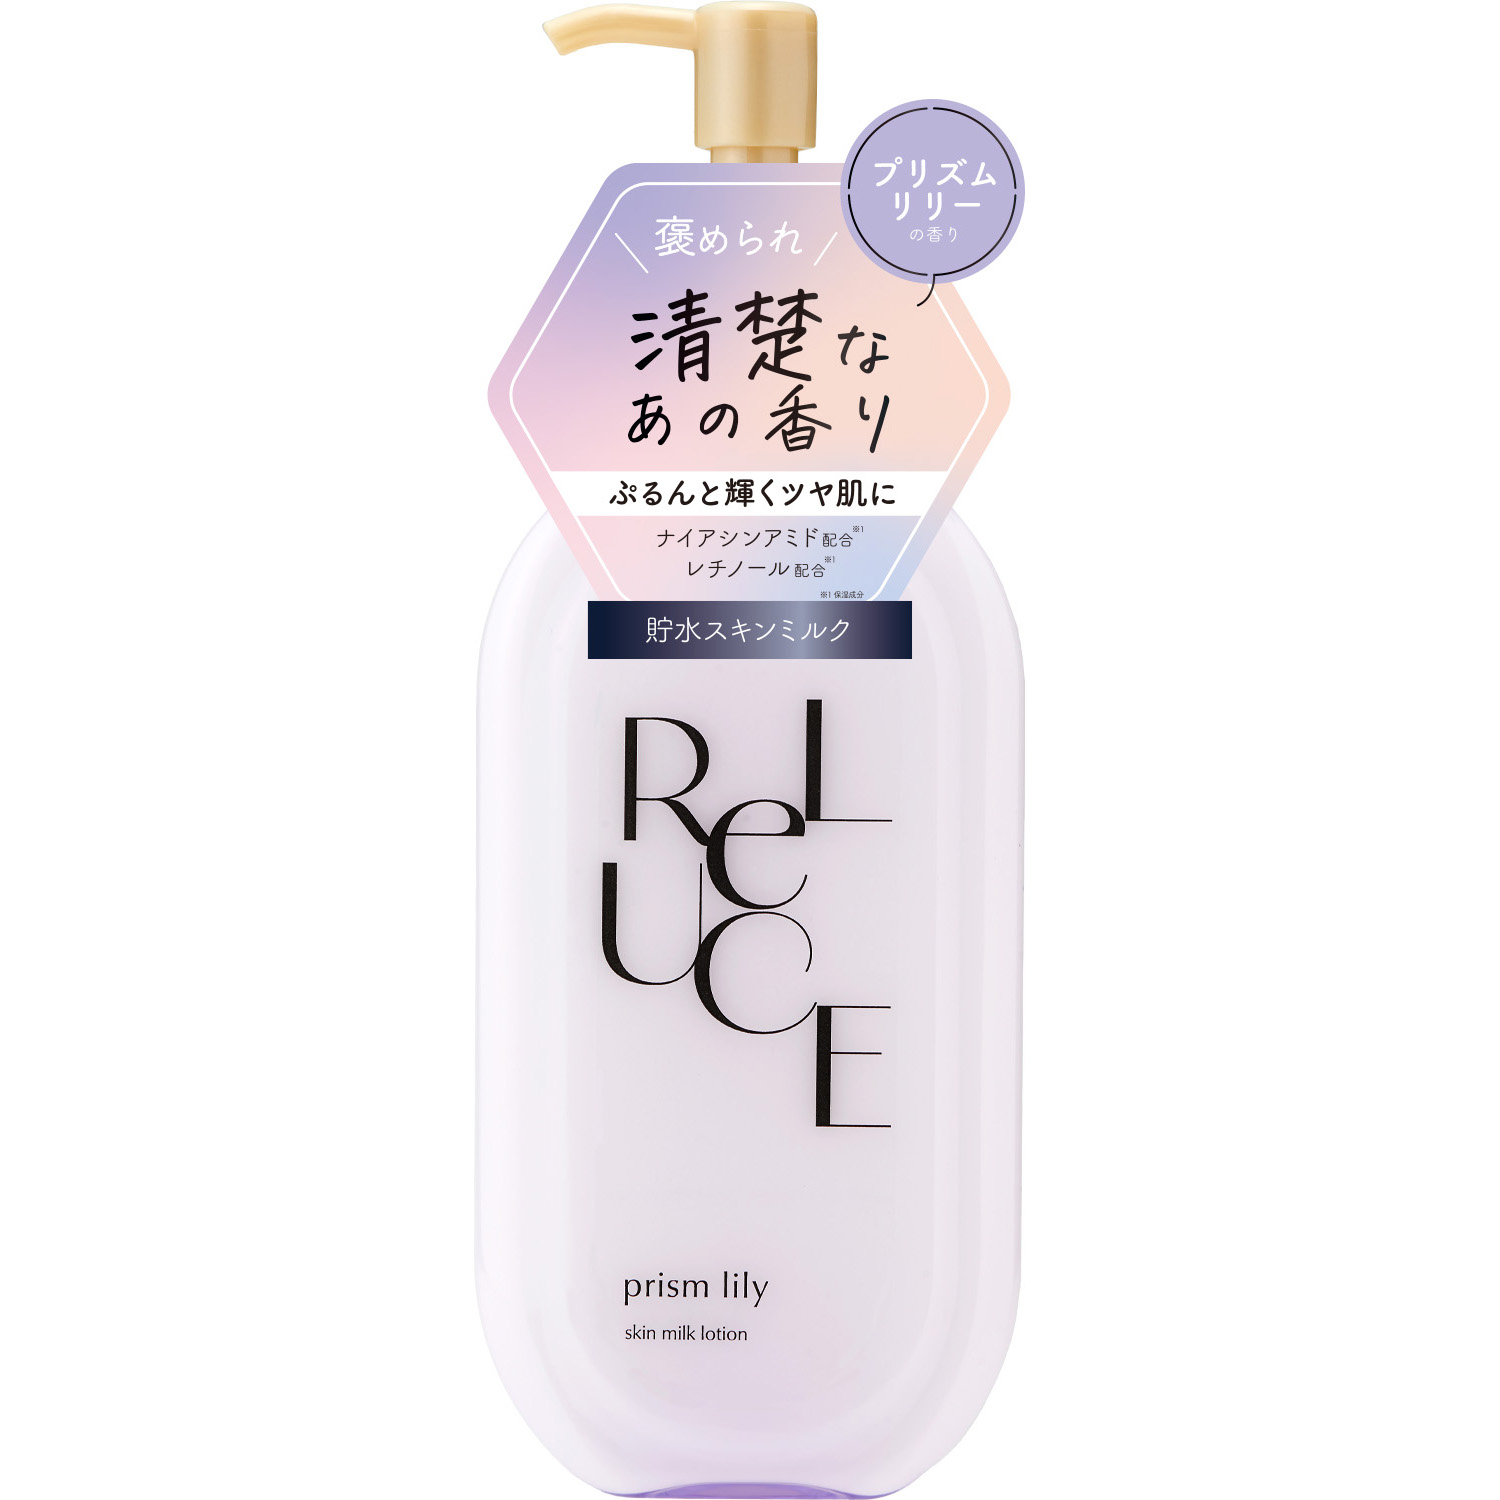 プリズム
リリー
の香り
褒められ
清楚な
あの香り
ぷるんと輝くツヤ肌に
ナイアシンアミド配合※1
レチノール配合※1
※1 保湿成分
貯水スキンミルク
ReL
UCE
prism lily
skin milk lotion